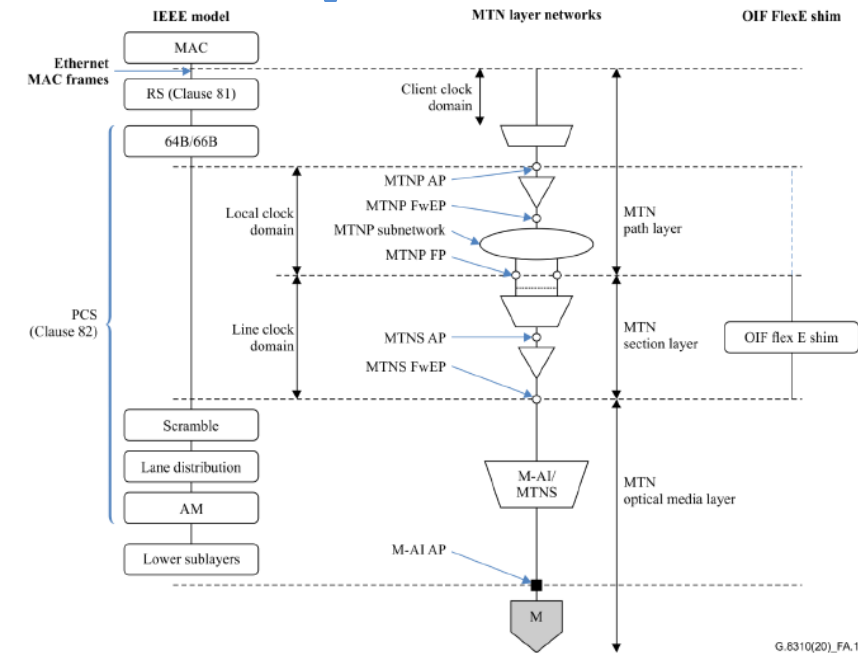 IEEE model
MTN layer networks
OIF FlexE shim
MAC
Ethernet
MAC frames
RS (Clause 81)
Client clock
domain
64B/66B
MTNP AP
MTNP FwEP
Local clock
domain
MTNP subnetwork
MTN
path layer
MTNP FP
PCS
(Clause 82)
Line clock
domain
MTNS AP
MTN
section layer
OIF flex E shim
MTNS FwEP
Scramble
Lane distribution
M-AI/
MTNS
MTN
optical media layer
AM
Lower sublayers
M-AI AP
M
G.8310(20)_FA.1